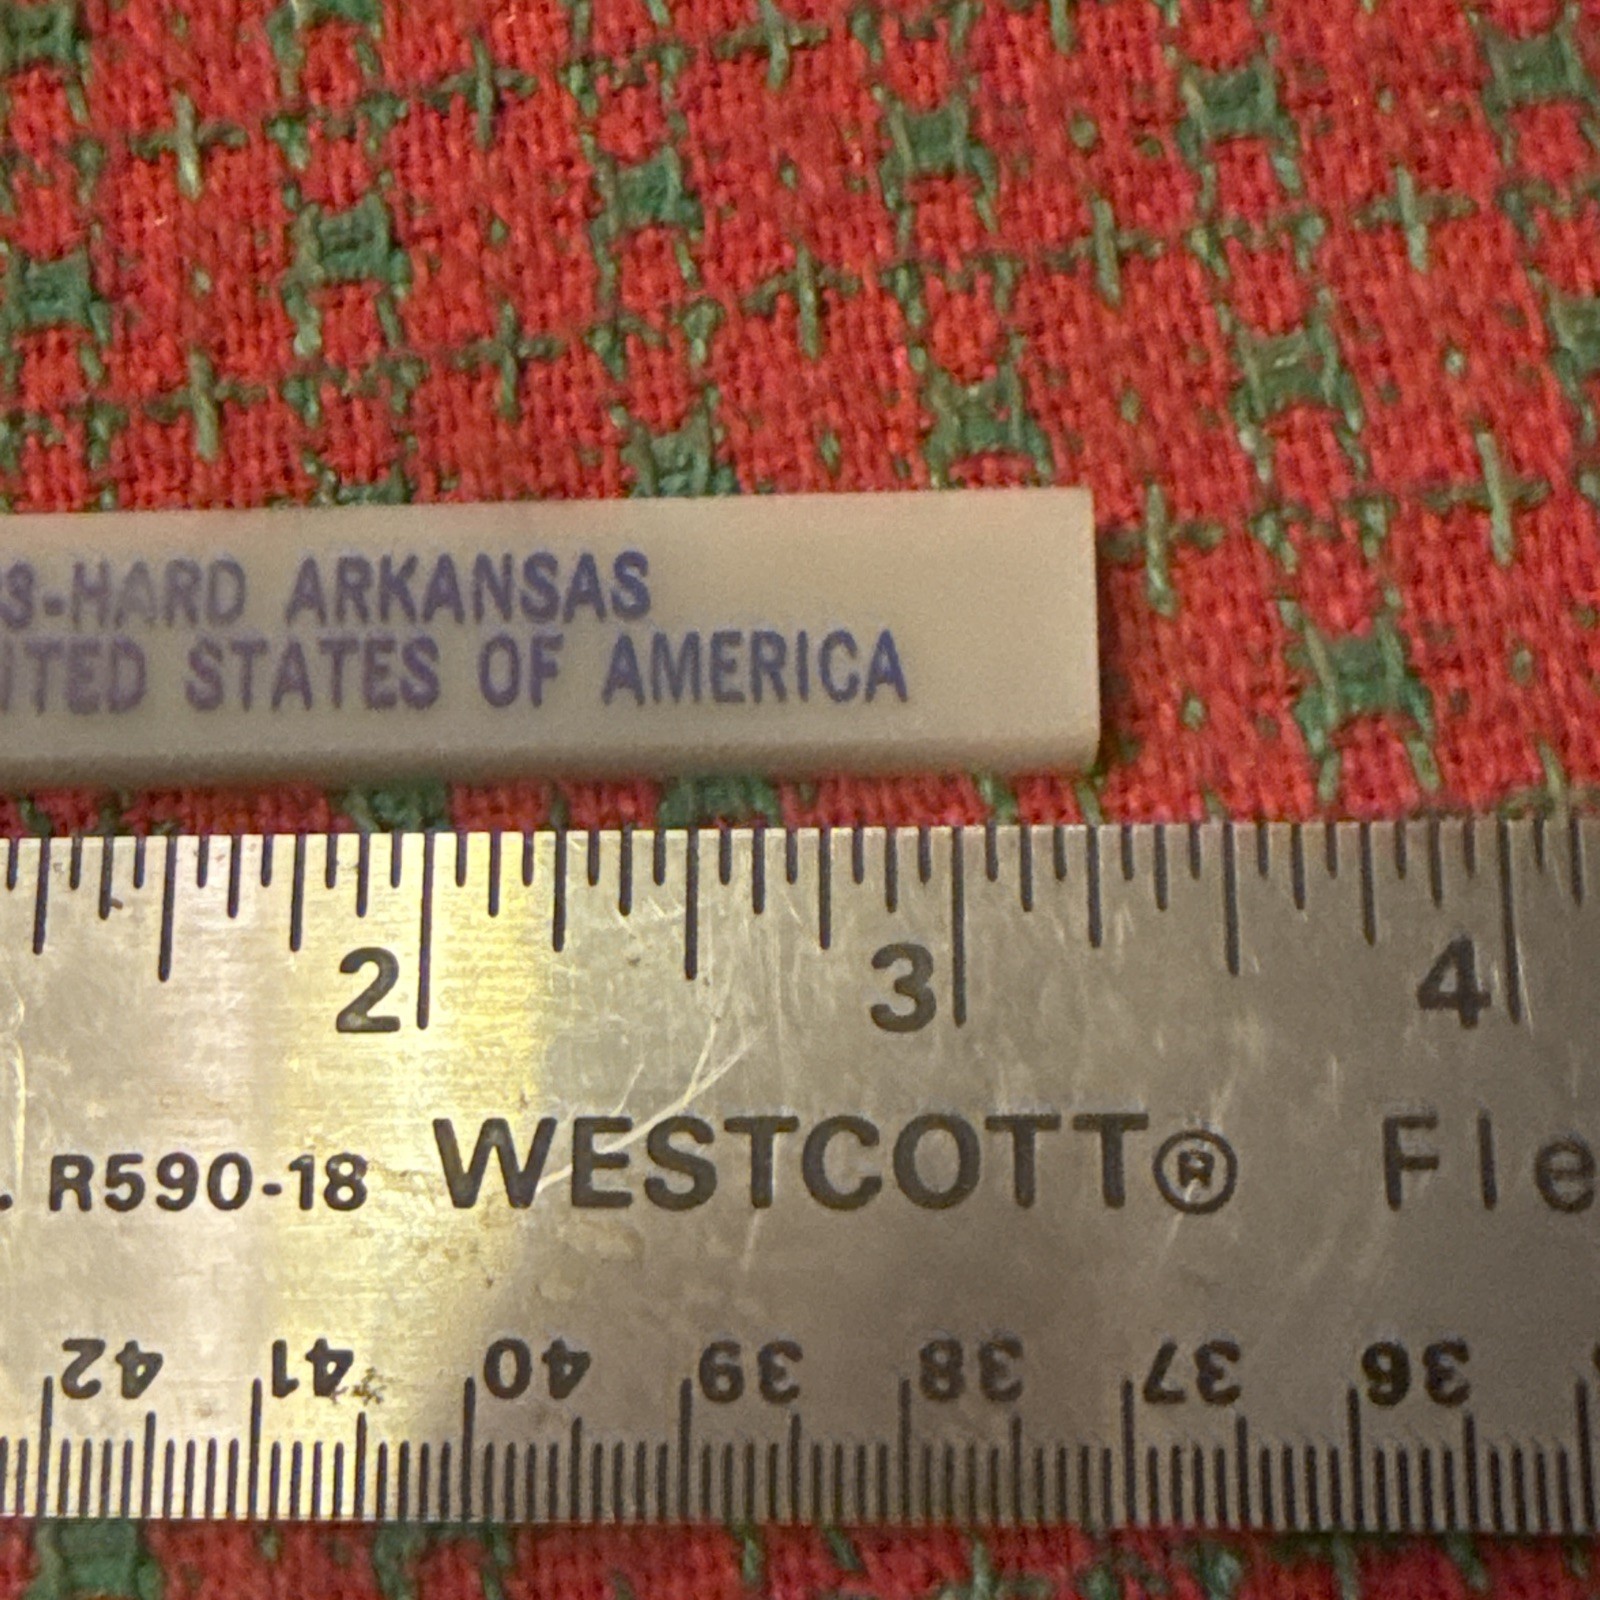 3-HARD ARKANSAS
ITED STATES OF AMERICA
2 3 4
. R590-18 WESTCOTT® Fle
42 41 40 39 38 37 36